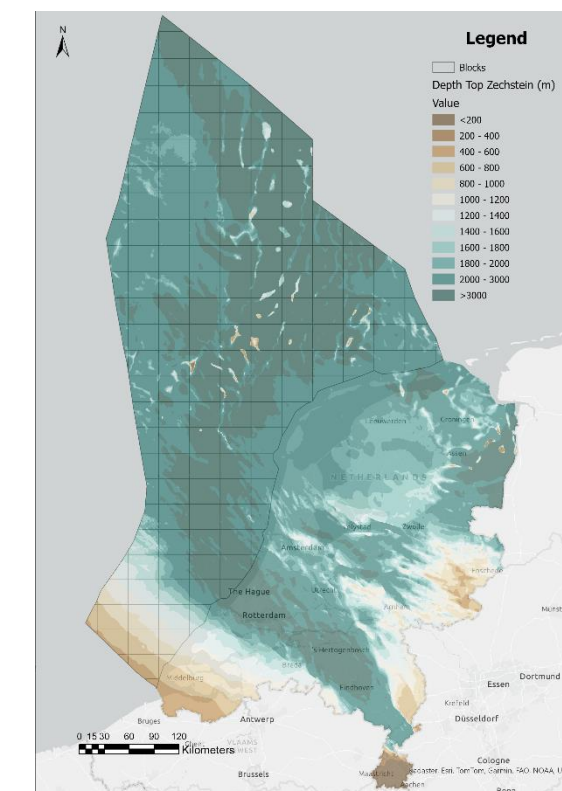 N
Legend
Blocks
Depth Top Zechstein (m)
Value
<200
200 - 400
400 - 600
600 - 800
800 - 1000
1000 - 1200
1200 - 1400
1400 - 1600
1600 - 1800
1800 - 2000
2000 - 3000
>3000
Leeuwarden
Groningen
Assen
NETHERLANDS
Lelystad
Zwolle
Amsterdam
Enschede
The Hague
Utrecht
Rotterdam
'S-Hertogenbosch
Breda
Middelburg
Eindhoven
Essen
Dortmund
Krefeld
Düsseldorf
Bruges
Antwerp
0 15 30 60 90 120
Kilometers
VLAAMS
Brussels
Maastricht
Cologne
Aachen
Esri, TomTom, Garmin, FAO, NOAA, U